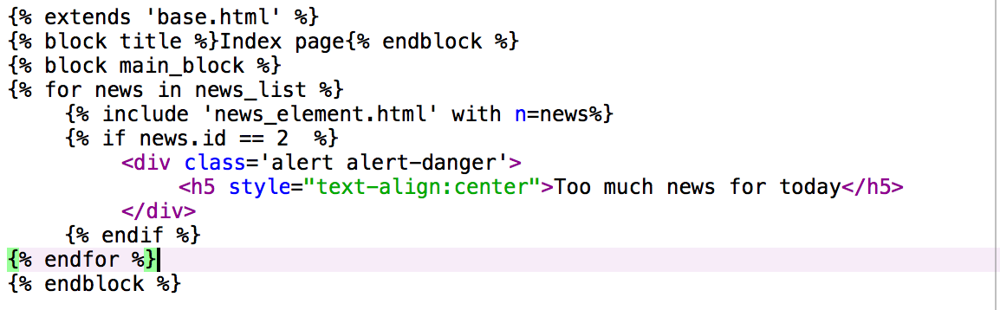 {% extends 'base.html' %}
{% block title %}Index page{% endblock %}
{% block main_block %}
{% for news in news_list %}
{% include 'news_element.html' with n=news%}
{% if news.id == 2  %}
<div class='alert alert-danger'>
<h5 style="text-align:center">Too much news for today</h5>
</div>
{% endif %}
{% endfor %}
{% endblock %}